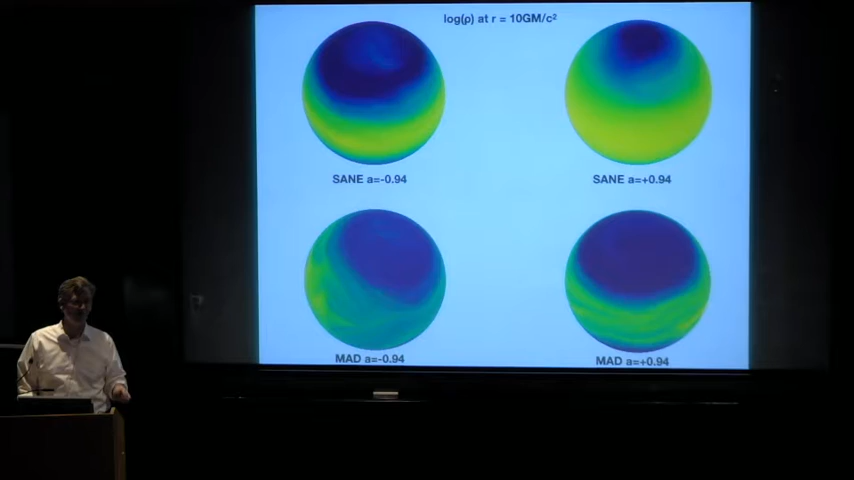 log(ρ) at r = 10GM/c²
SANE a=-0.94
SANE a=+0.94
MAD a=-0.94
MAD a=+0.94